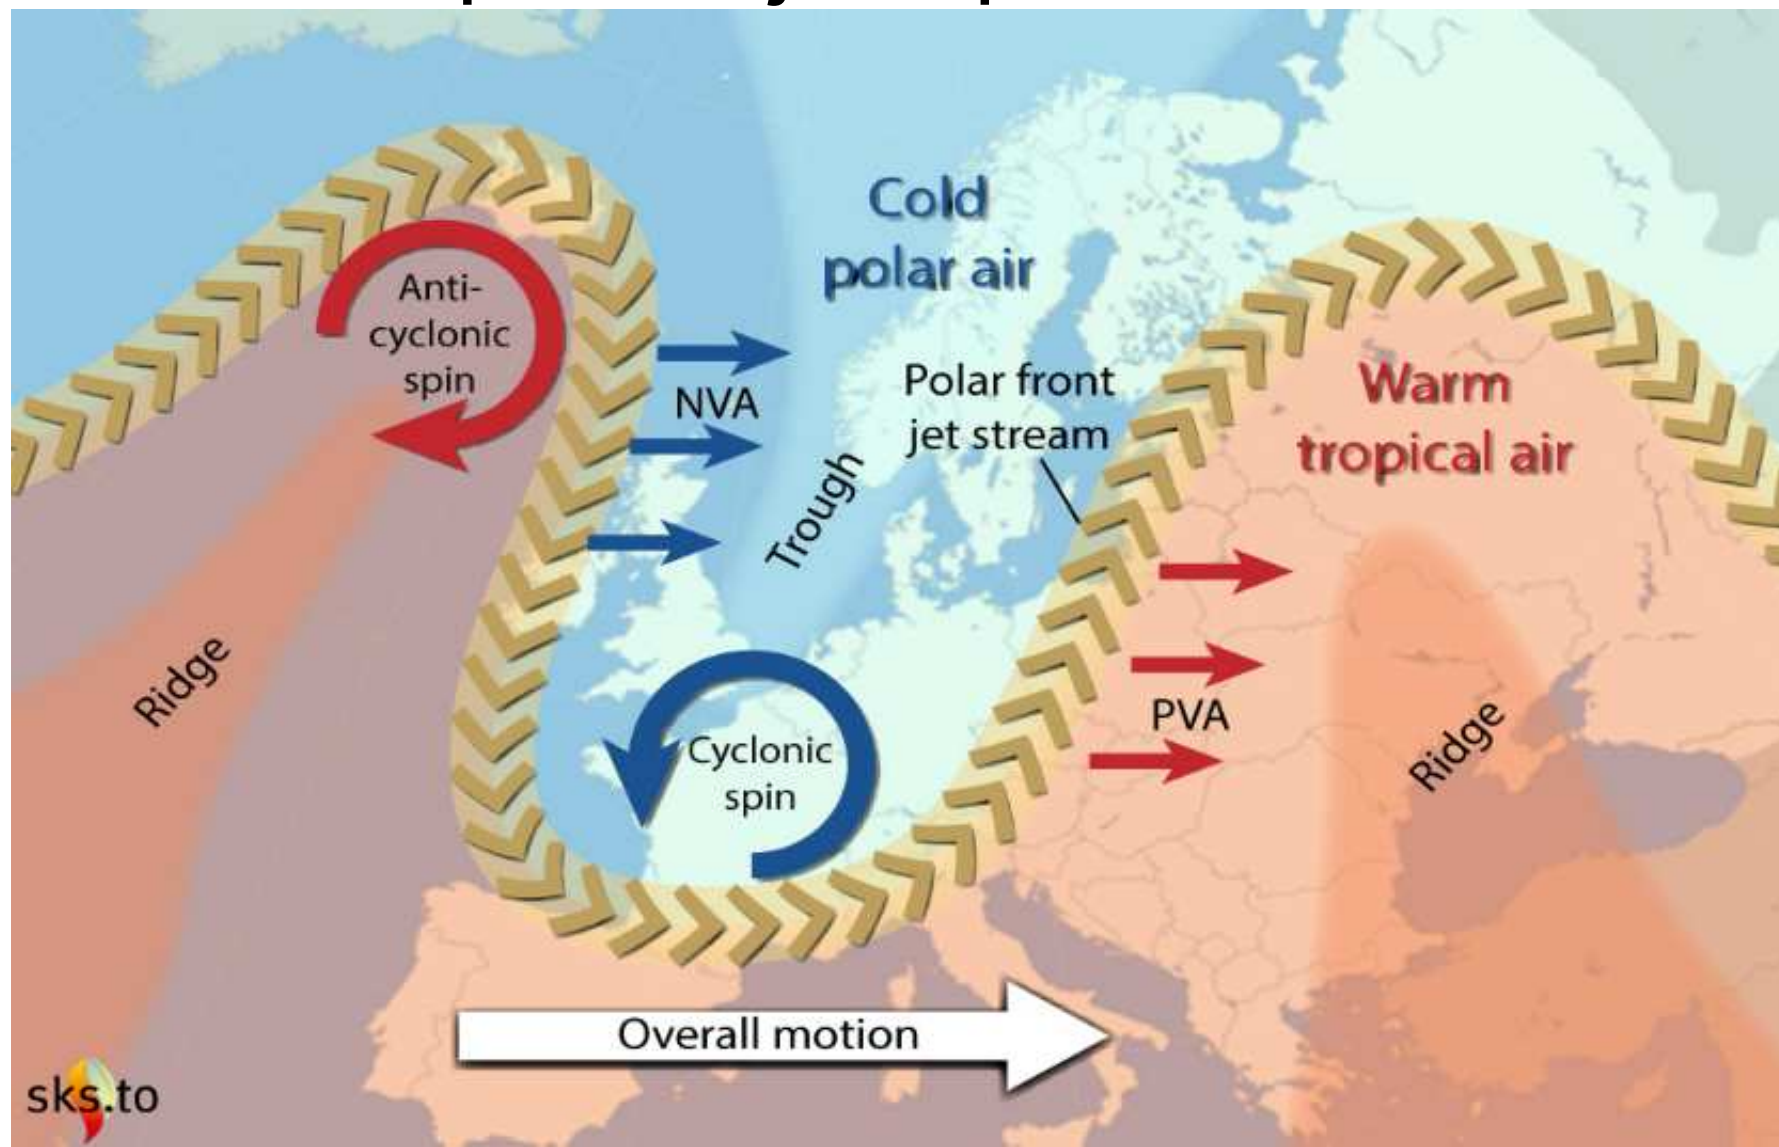 Cold
polar air
Anti-
cyclonic
spin
NVA
Polar front
jet stream
Warm
tropical air
Trough
Ridge
Cyclonic
spin
PVA
Ridge
Overall motion
sks.to